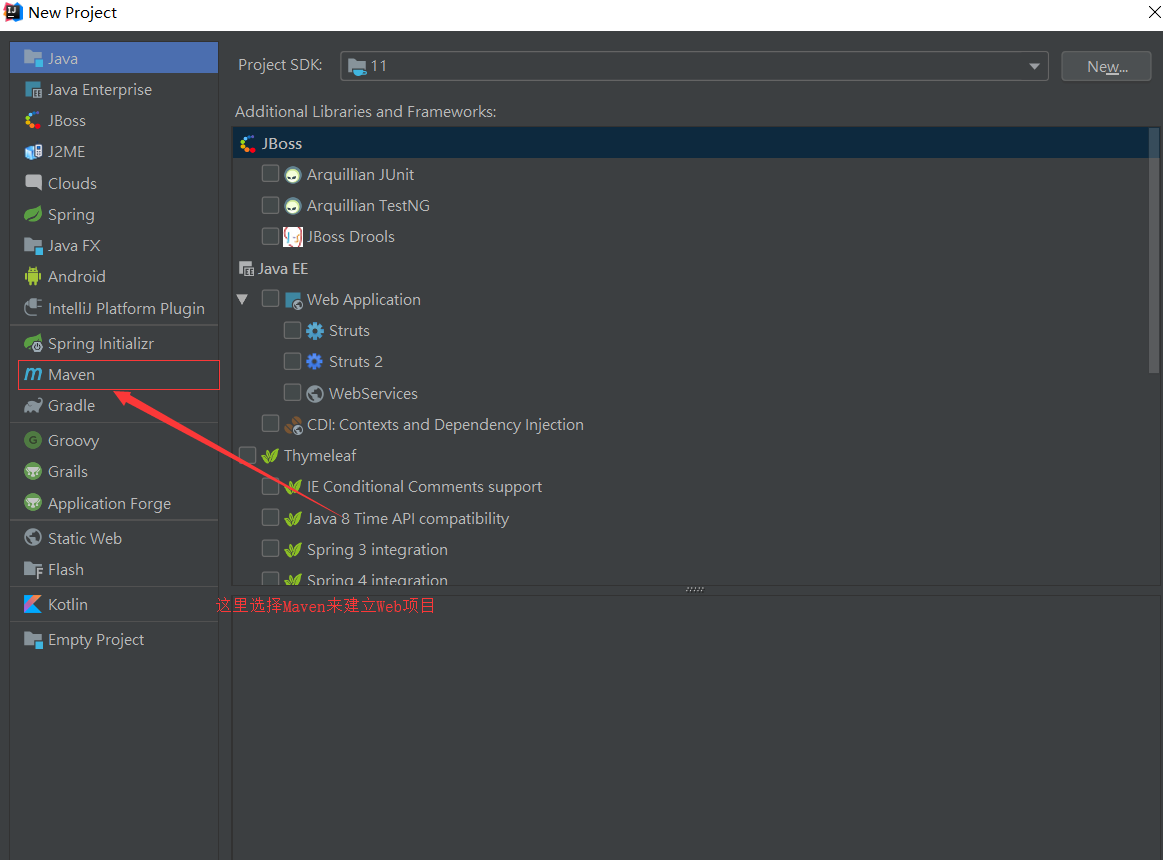 New Project
Java
Java Enterprise
JBoss
J2ME
Clouds
Spring
Java FX
Android
IntelliJ Platform Plugin
Spring Initializr
Maven
Gradle
Groovy
Grails
Application Forge
Static Web
Flash
Kotlin
Empty Project
Project SDK:
11
New...
Additional Libraries and Frameworks:
JBoss
Arquillian JUnit
Arquillian TestNG
JBoss Drools
Java EE
Web Application
Struts
Struts 2
WebServices
CDI: Contexts and Dependency Injection
Thymeleaf
IE Conditional Comments support
Java 8 Time API compatibility
Spring 3 integration
Spring 4 integration
这里选择Maven来建立Web项目